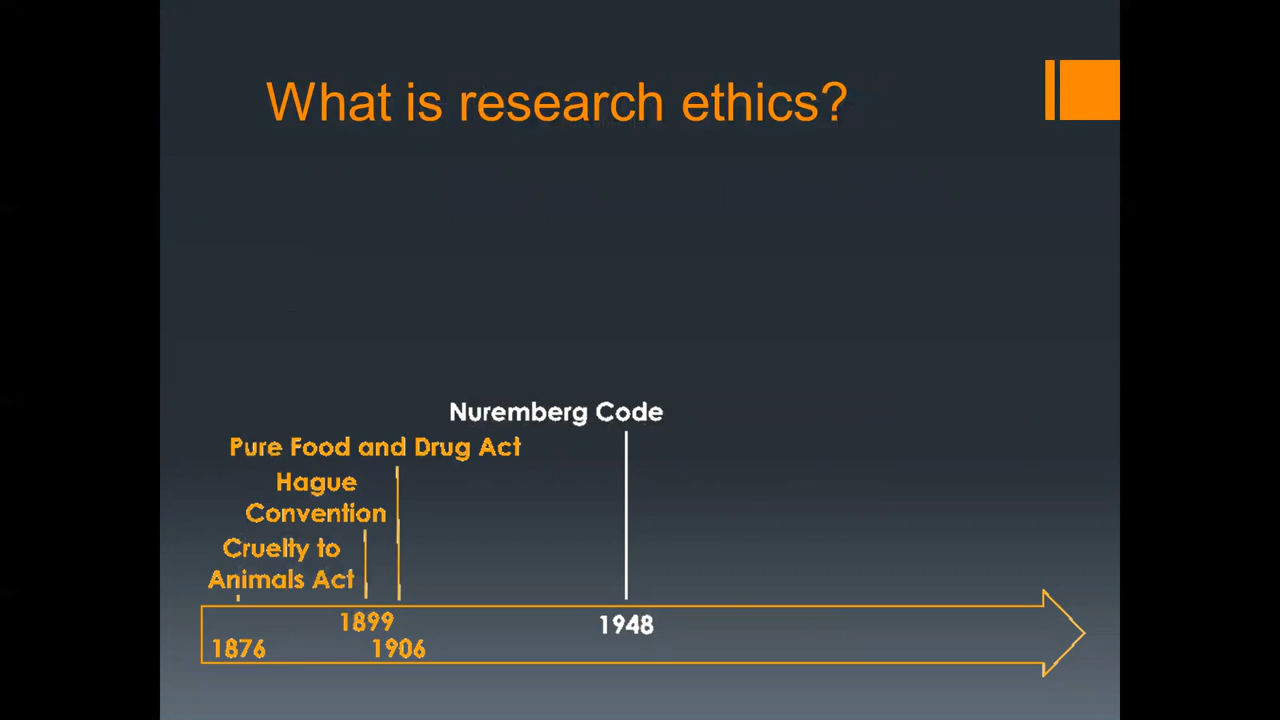 What is research ethics?
Nuremberg Code
Pure Food and Drug Act
Hague
Convention
Cruelty to
Animals Act
1899
1948
1876
1906